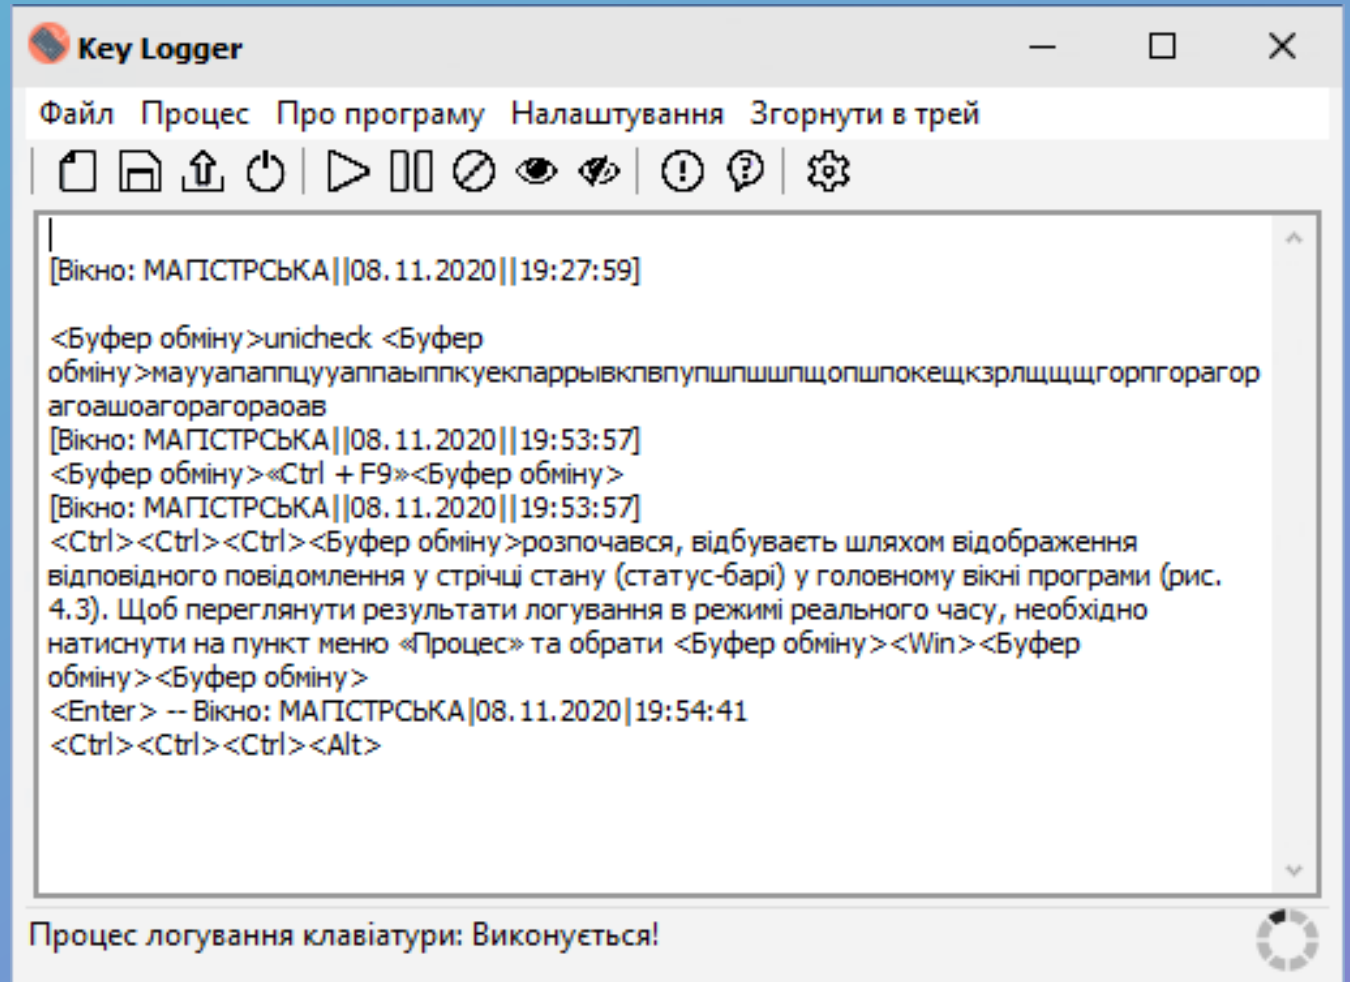 Key Logger
Файл Процес Про програму Налаштування Згорнути в трей
[Вікно: МАГІСТРСЬКА||08.11.2020||19:27:59]
<Буфер обміну>unicheck <Буфер
обміну>мауyапаппцууаппаыппкуекпаррывкпвпупшпшшпщопшпокещкзрлщщщгорпгорагор
агоашоагорагораоав
[Вікно: МАГІСТРСЬКА||08.11.2020||19:53:57]
<Буфер обміну>«Ctrl + F9»<Буфер обміну>
[Вікно: МАГІСТРСЬКА||08.11.2020||19:53:57]
<Ctrl><Ctrl><Ctrl><Буфер обміну>розпочався, відбуваєть шляхом відображення
відповідного повідомлення у стрічці стану (статус-барі) у головному вікні програми (рис.
4.3). Щоб переглянути результати логування в режимі реального часу, необхідно
натиснути на пункт меню «Процес» та обрати <Буфер обміну><Win><Буфер
обміну><Буфер обміну>
<Enter> -- Вікно: МАГІСТРСЬКА|08.11.2020|19:54:41
<Ctrl><Ctrl><Ctrl><Alt>
Процес логування клавіатури: Виконується!